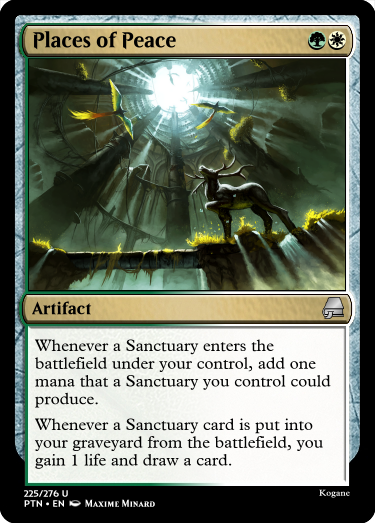 Places of Peace
Artifact
Whenever a Sanctuary enters the
battlefield under your control, add one
mana that a Sanctuary you control could
produce.
Whenever a Sanctuary card is put into
your graveyard from the battlefield, you
gain 1 life and draw a card.
225/276 U
Kogane
PTN • EN Maxime Minard